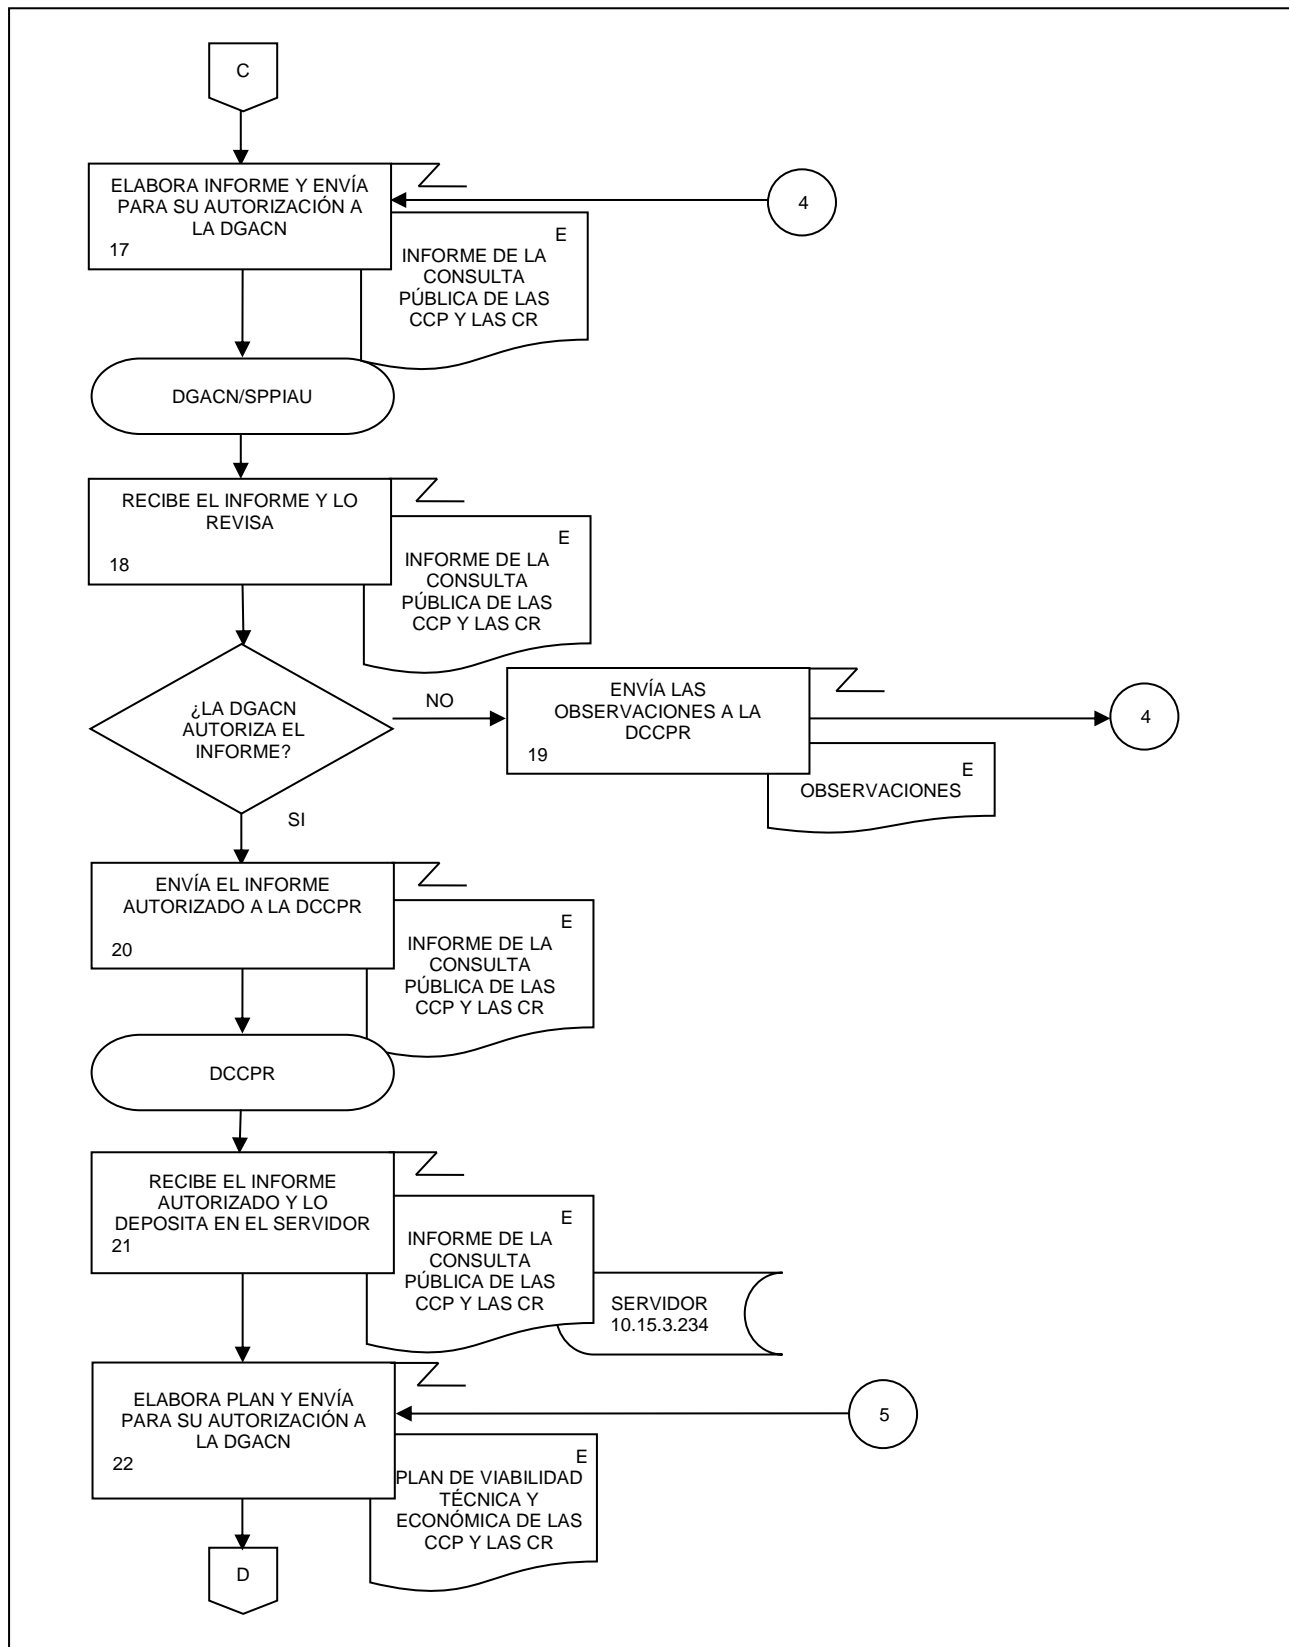 C
ELABORA INFORME Y ENVÍA
PARA SU AUTORIZACIÓN A
LA DGACN
17
4
E
INFORME DE LA
CONSULTA
PÚBLICA DE LAS
CCP Y LAS CR
DGACN/SPPIAU
RECIBE EL INFORME Y LO
REVISA
18
E
INFORME DE LA
CONSULTA
PÚBLICA DE LAS
CCP Y LAS CR
¿LA DGACN
AUTORIZA EL
INFORME?
NO
ENVÍA LAS
OBSERVACIONES A LA
DCCPR
19
4
E
OBSERVACIONES
SI
ENVÍA EL INFORME
AUTORIZADO A LA DCCPR
20
E
INFORME DE LA
CONSULTA
PÚBLICA DE LAS
CCP Y LAS CR
DCCPR
RECIBE EL INFORME
AUTORIZADO Y LO
DEPOSITA EN EL SERVIDOR
21
E
INFORME DE LA
CONSULTA
PÚBLICA DE LAS
CCP Y LAS CR
SERVIDOR
10.15.3.234
ELABORA PLAN Y ENVÍA
PARA SU AUTORIZACIÓN A
LA DGACN
22
5
E
PLAN DE VIABILIDAD
TÉCNICA Y
ECONÓMICA DE LAS
CCP Y LAS CR
D